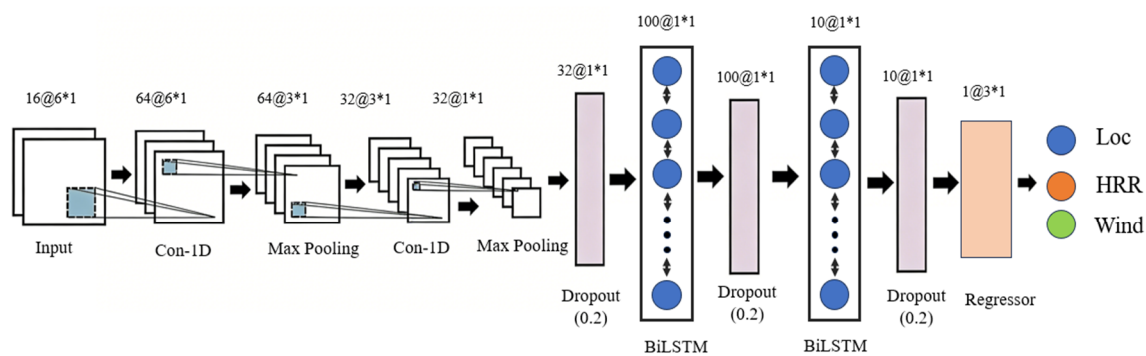 16@6*1
64@6*1
64@3*1
32@3*1
32@1*1
32@1*1
100@1*1
100@1*1
10@1*1
10@1*1
1@3*1
Input
Con-1D
Max Pooling
Con-1D
Max Pooling
Dropout
(0.2)
BiLSTM
Dropout
(0.2)
BiLSTM
Dropout
(0.2)
Regressor
Loc
HRR
Wind